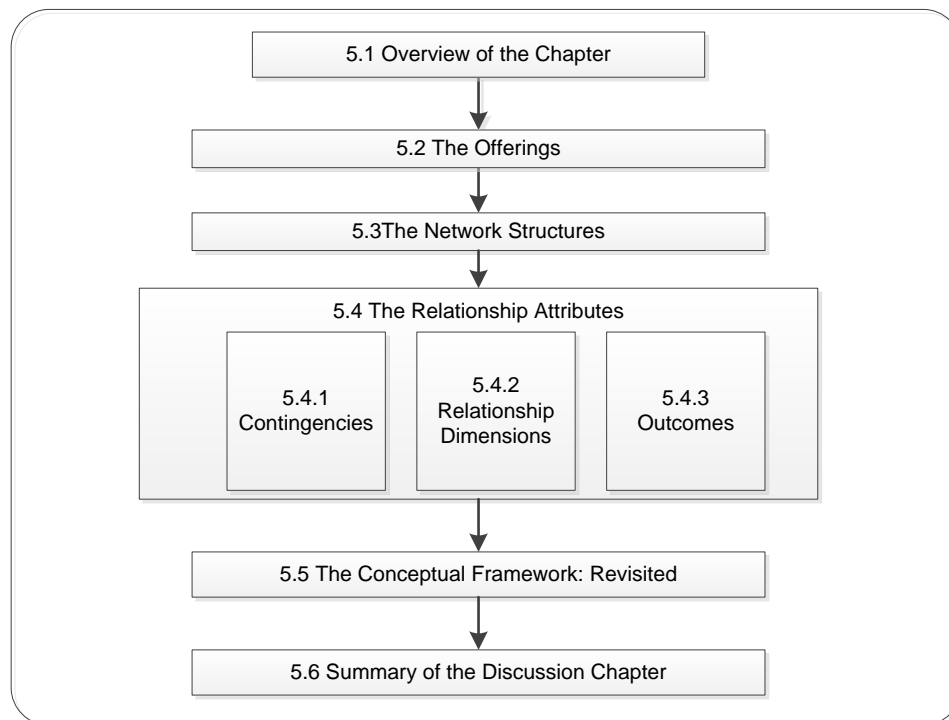 5.1 Overview of the Chapter
5.2 The Offerings
5.3The Network Structures
5.4 The Relationship Attributes
5.4.1
Contingencies
5.4.2
Relationship
Dimensions
5.4.3
Outcomes
5.5 The Conceptual Framework: Revisited
5.6 Summary of the Discussion Chapter